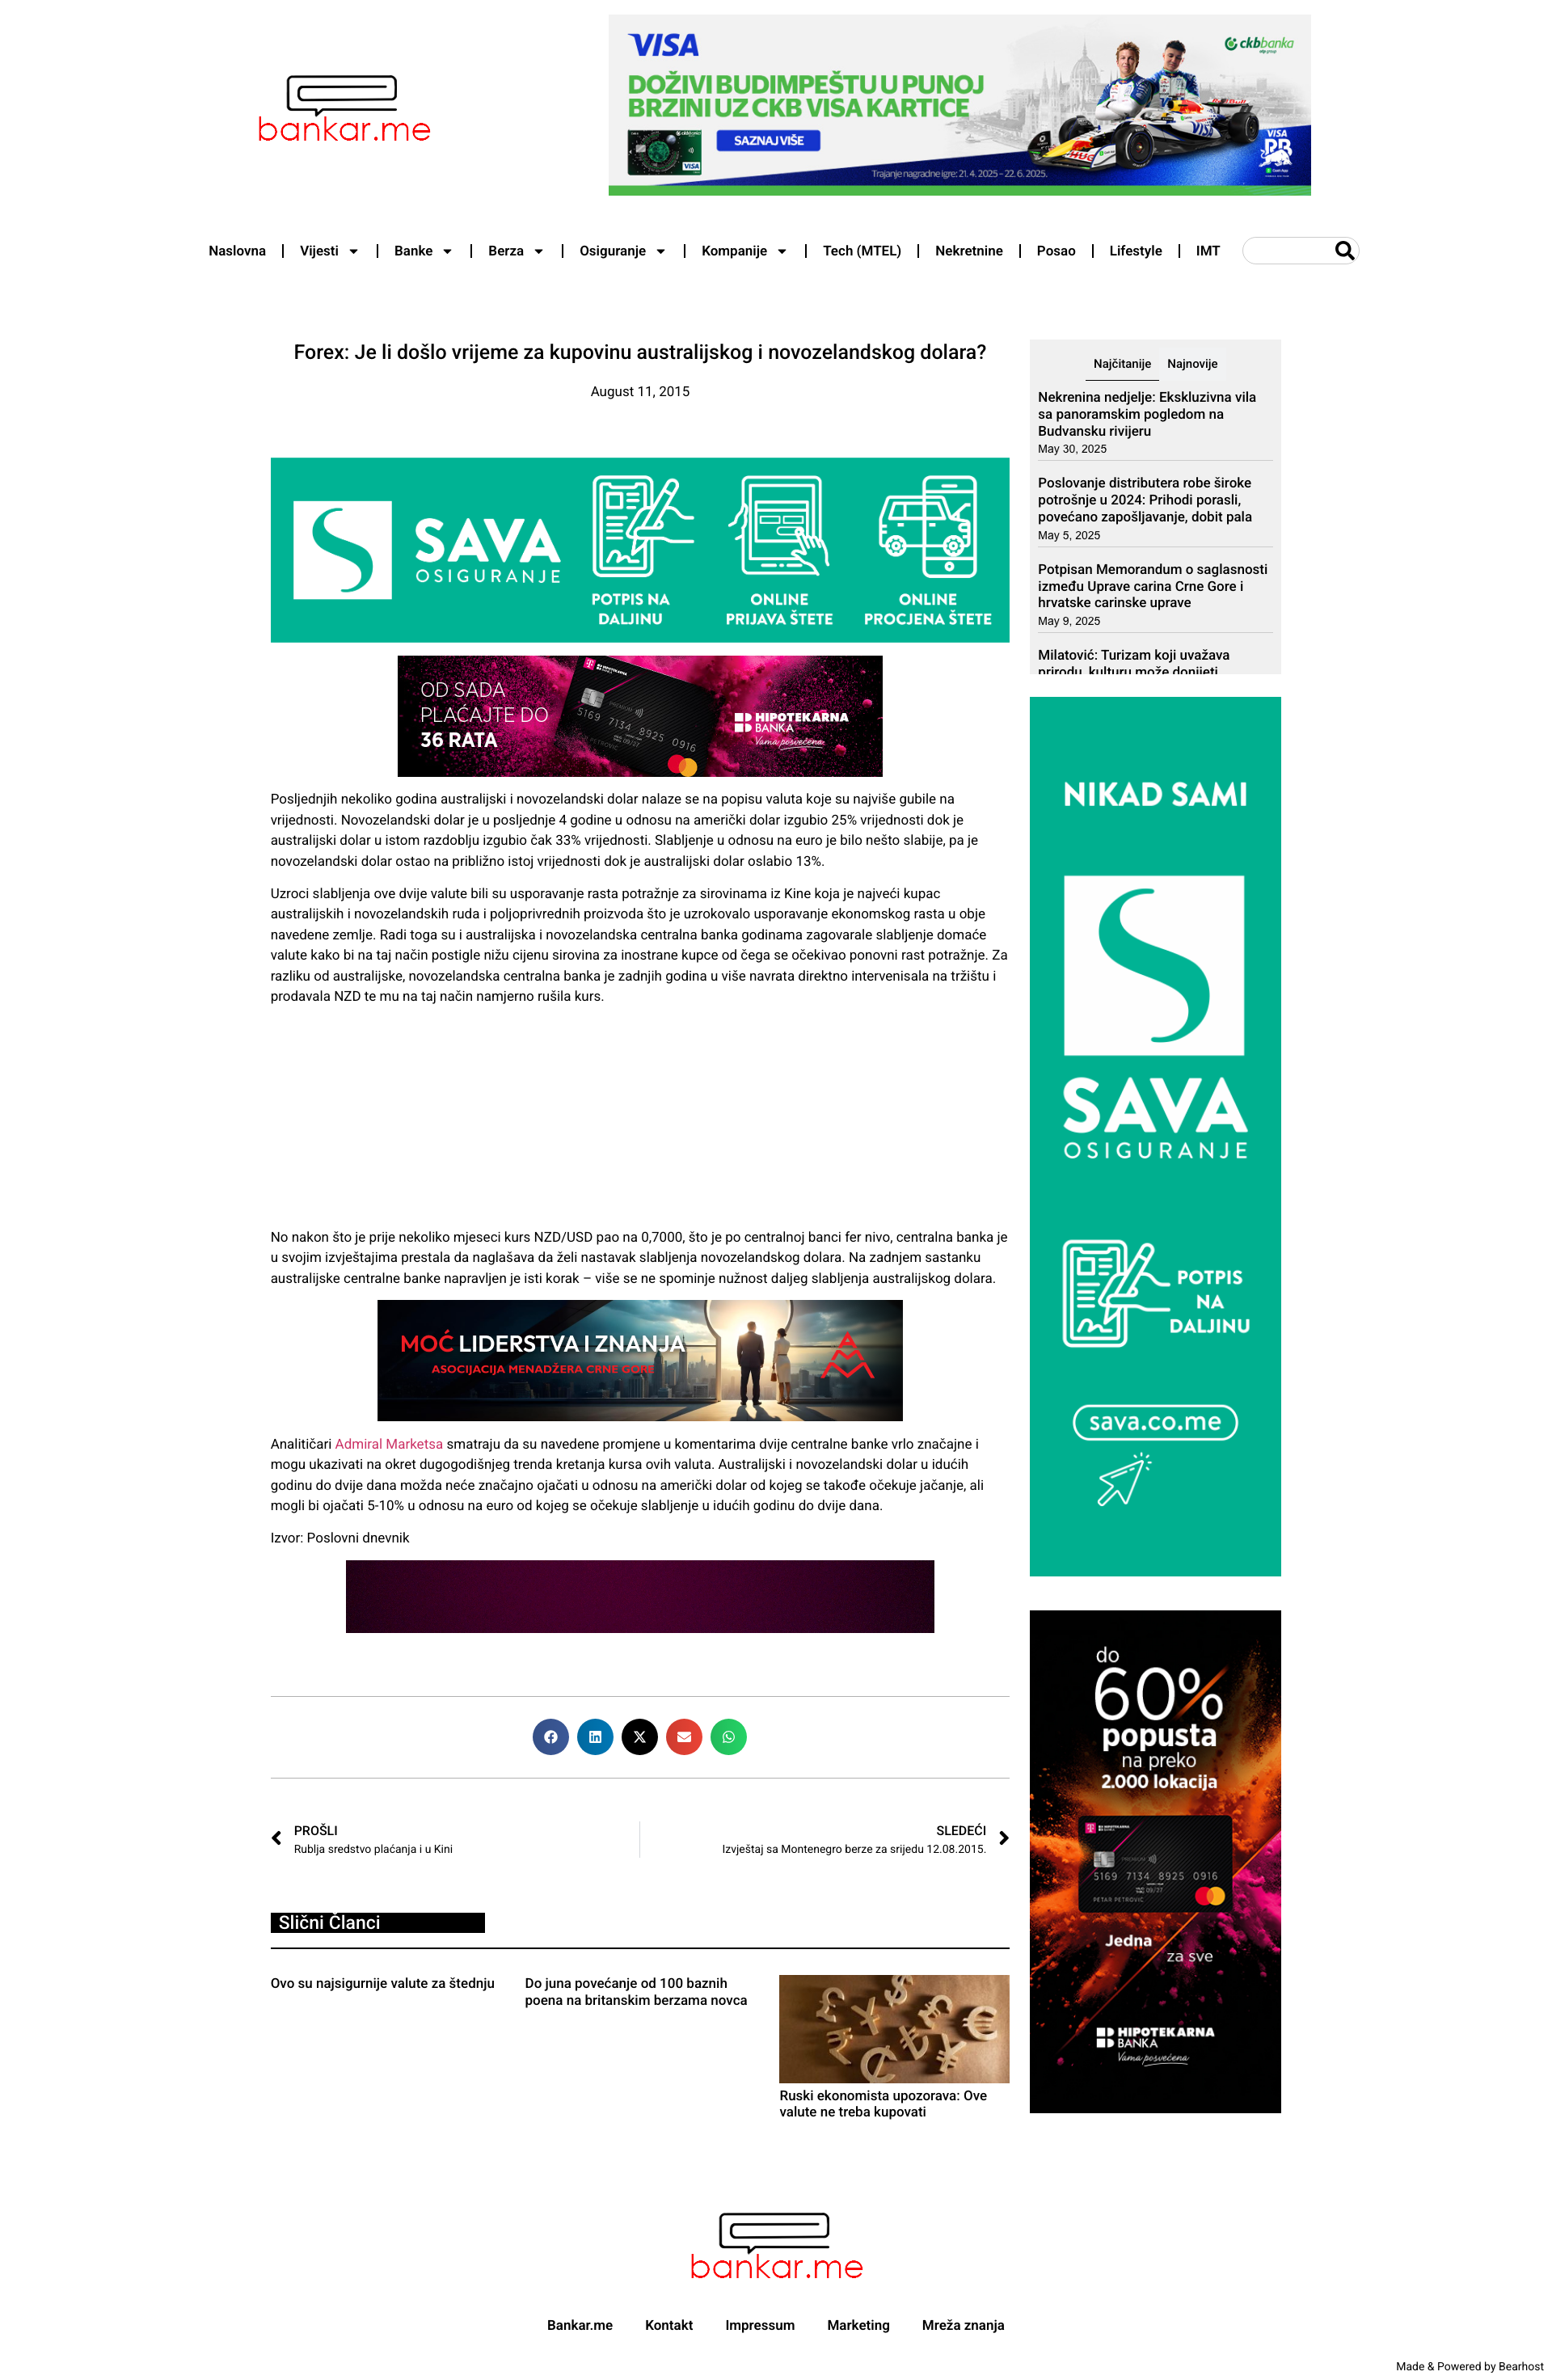 bankar.me
VISA
ckbbanka
otp group
DOŽIVI BUDIMPEŠTU U PUNOJ
BRZINI UZ CKB VISA KARTICE
SAZNAJ VIŠE
VISA
Trajanje nagradne igre: 21. 4. 2025 - 22. 6. 2025.
Naslovna
Vijesti
Banke
Berza
Osiguranje
Kompanije
Tech (MTEL)
Nekretnine
Posao
Lifestyle
IMT
Forex: Je li došlo vrijeme za kupovinu australijskog i novozelandskog dolara?
August 11, 2015
SAVA
OSIGURANJE
POTPIS NA
DALJINU
ONLINE
PRIJAVA ŠTETE
ONLINE
PROCJENA ŠTETE
OD SADA
PLAĆAJTE DO
36 RATA
5169 7134 8925 0916
HIPOTEKARNA
BANKA
Vama posvećena.
Posljednjih nekoliko godina australijski i novozelandski dolar nalaze se na popisu valuta koje su najviše gubile na
vrijednosti. Novozelandski dolar je u posljednje 4 godine u odnosu na američki dolar izgubio 25% vrijednosti dok je
australijski dolar u istom razdoblju izgubio čak 33% vrijednosti. Slabljenje u odnosu na euro je bilo nešto slabije, pa je
novozelandski dolar ostao na približno istoj vrijednosti dok je australijski dolar oslabio 13%.
Uzroci slabljenja ove dvije valute bili su usporavanje rasta potražnje za sirovinama iz Kine koja je najveći kupac
australijskih i novozelandskih ruda i poljoprivrednih proizvoda što je uzrokovalo usporavanje ekonomskog rasta u obje
navedene zemlje. Radi toga su i australijska i novozelandska centralna banka godinama zagovarale slabljenje domaće
valute kako bi na taj način postigle nižu cijenu sirovina za inostrane kupce od čega se očekivao ponovni rast potražnje. Za
razliku od australijske, novozelandska centralna banka je zadnjih godina u više navrata direktno intervenisala na tržištu i
prodavala NZD te mu na taj način namjerno rušila kurs.
No nakon što je prije nekoliko mjeseci kurs NZD/USD pao na 0,7000, što je po centralnoj banci fer nivo, centralna banka je
u svojim izvještajima prestala da naglašava da želi nastavak slabljenja novozelandskog dolara. Na zadnjem sastanku
australijske centralne banke napravljen je isti korak – više se ne spominje nužnost daljeg slabljenja australijskog dolara.
MOĆ LIDERSTVA I ZNANJA
ASOCIJACIJA MENADŽERA CRNE GORE
Analitičari Admiral Marketsa smatraju da su navedene promjene u komentarima dvije centralne banke vrlo značajne i
mogu ukazivati na okret dugogodišnjeg trenda kretanja kursa ovih valuta. Australijski i novozelandski dolar u idućih
godinu do dvije dana možda neće značajno ojačati u odnosu na američki dolar od kojeg se takođe očekuje jačanje, ali
mogli bi ojačati 5-10% u odnosu na euro od kojeg se očekuje slabljenje u idućih godinu do dvije dana.
Izvor: Poslovni dnevnik
PROŠLI
Rublja sredstvo plaćanja i u Kini
SLEDEĆI
Izvještaj sa Montenegro berze za srijedu 12.08.2015.
Slični Članci
Ovo su najsigurnije valute za štednju
Do juna povećanje od 100 baznih
poena na britanskim berzama novca
Ruski ekonomista upozorava: Ove
valute ne treba kupovati
Najčitanije
Najnovije
Nekrenina nedjelje: Ekskluzivna vila
sa panoramskim pogledom na
Budvansku rivijeru
May 30, 2025
Poslovanje distributera robe široke
potrošnje u 2024: Prihodi porasli,
povećano zapošljavanje, dobit pala
May 5, 2025
Potpisan Memorandum o saglasnosti
između Uprave carina Crne Gore i
hrvatske carinske uprave
May 9, 2025
Milatović: Turizam koji uvažava
prirodu, kulturu može donijeti
NIKAD SAMI
SAVA
OSIGURANJE
POTPIS
NA
DALJINU
sava.co.me
do
60%
popusta
na preko
2.000 lokacija
5169 7134 8925 0916
PETAR PETROVIĆ
Jedna
za sve
HIPOTEKARNA
BANKA
Vama posvećena
bankar.me
Bankar.me
Kontakt
Impressum
Marketing
Mreža znanja
Made & Powered by Bearhost